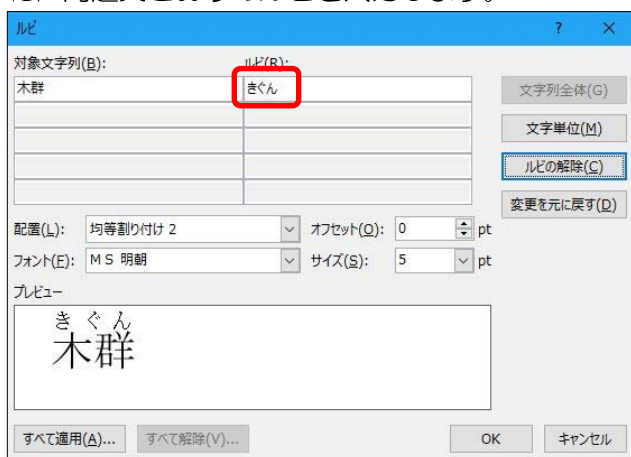 ルビ ? ×
対象文字列(B): ルビ(R):
木群 きぐん
文字列全体(G)
文字単位(M)
ルビの解除(C)
変更を元に戻す(D)
配置(L): 均等割り付け 2 オフセット(O): 0 pt
フォント(F): ＭＳ 明朝 サイズ(S): 5 pt
プレビュー
きぐん
木群
すべて適用(A)... すべて解除(V)... OK キャンセル